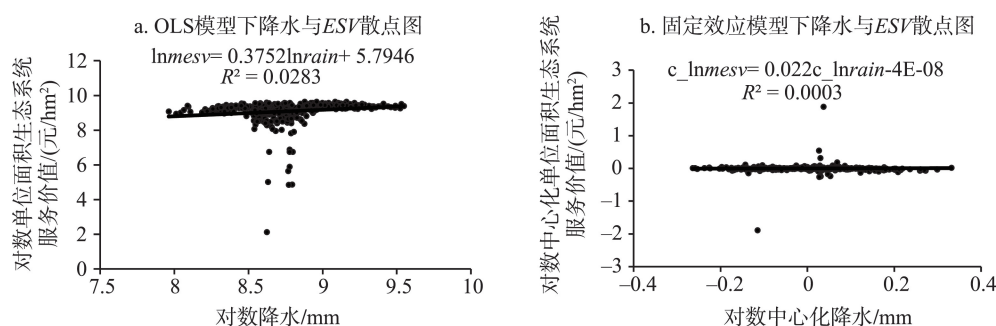 a. OLS模型下降水与ESV散点图
lnmesv= 0.3752lnrain+ 5.7946
R² = 0.0283
对数单位面积生态系统
服务价值/(元/hm²)
12
10
8
6
4
2
0
7.5
8
8.5
9
9.5
10
对数降水/mm
b. 固定效应模型下降水与ESV散点图
c_lnmesv= 0.022c_lnrain-4E-08
R² = 0.0003
对数中心化单位面积生态系统
服务价值/(元/hm²)
3
2
1
0
–1
–2
–3
–0.4
–0.2
0
0.2
0.4
对数中心化降水/mm